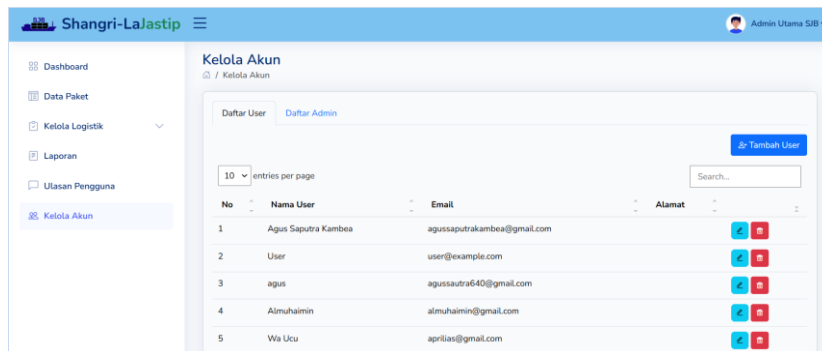 Shangri-LaJastip
Admin Utama SJB
Dashboard
Data Paket
Kelola Logistik
Laporan
Ulasan Pengguna
Kelola Akun
Kelola Akun
/ Kelola Akun
Daftar User Daftar Admin
Tambah User
10 entries per page
Search...
No Nama User Email Alamat
1 Agus Saputra Kambea agussaputrakambea@gmail.com
2 User user@example.com
3 agus agussautra640@gmail.com
4 Almuhaimin almuhaimin@gmail.com
5 Wa Ucu aprilias@gmail.com